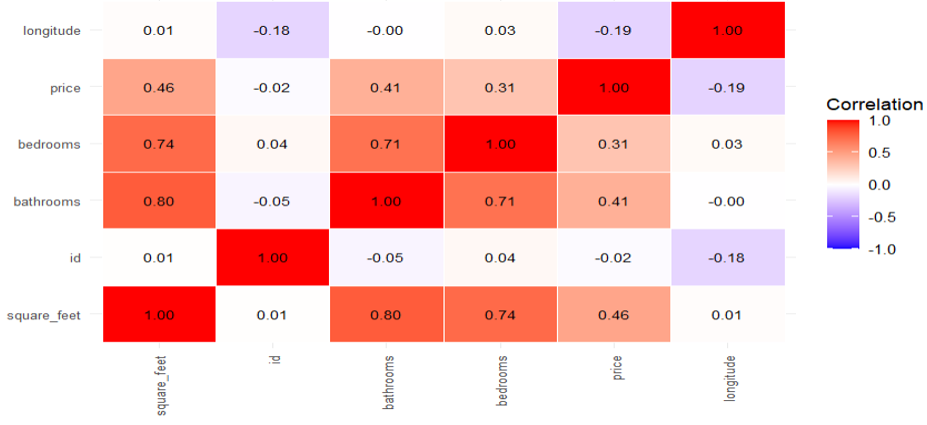 longitude 0.01 -0.18 -0.00 0.03 -0.19 1.00
price 0.46 -0.02 0.41 0.31 1.00 -0.19
bedrooms 0.74 0.04 0.71 1.00 0.31 0.03
bathrooms 0.80 -0.05 1.00 0.71 0.41 -0.00
id 0.01 1.00 -0.05 0.04 -0.02 -0.18
square_feet 1.00 0.01 0.80 0.74 0.46 0.01
square_feet id bathrooms bedrooms price longitude
Correlation
1.0
0.5
0.0
-0.5
-1.0